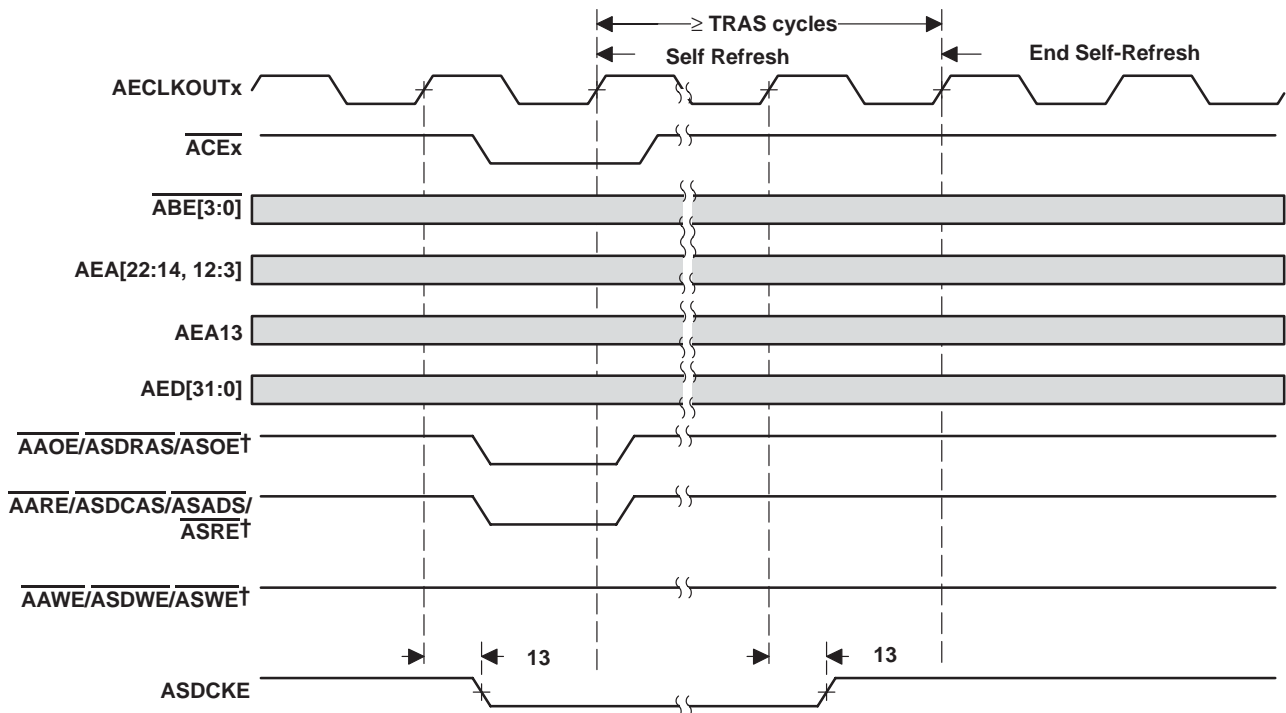 ≥ TRAS cycles
Self Refresh
End Self-Refresh
AECLKOUTx
ACEx
ABE[3:0]
AEA[22:14, 12:3]
AEA13
AED[31:0]
AAOE/ASDRAS/ASOE†
AARE/ASDCAS/ASADS/
ASRE†
AAWE/ASDWE/ASWE†
13
13
ASDCKE